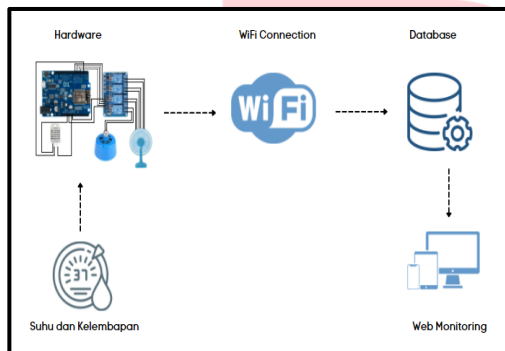 Hardware
WiFi Connection
Database
WiFi
37
Suhu dan Kelembapan
Web Monitoring